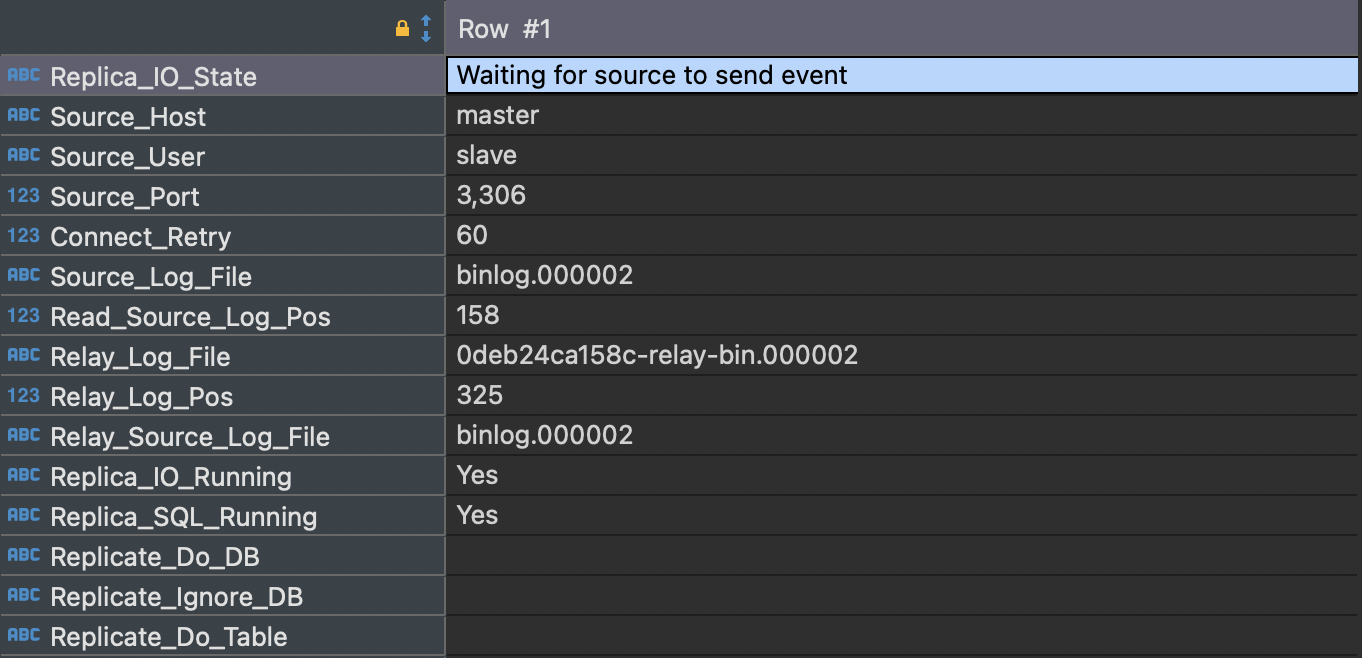 Row #1
ABC Replica_IO_State Waiting for source to send event
ABC Source_Host master
ABC Source_User slave
123 Source_Port 3,306
123 Connect_Retry 60
ABC Source_Log_File binlog.000002
123 Read_Source_Log_Pos 158
ABC Relay_Log_File 0deb24ca158c-relay-bin.000002
123 Relay_Log_Pos 325
ABC Relay_Source_Log_File binlog.000002
ABC Replica_IO_Running Yes
ABC Replica_SQL_Running Yes
ABC Replicate_Do_DB
ABC Replicate_Ignore_DB
ABC Replicate_Do_Table